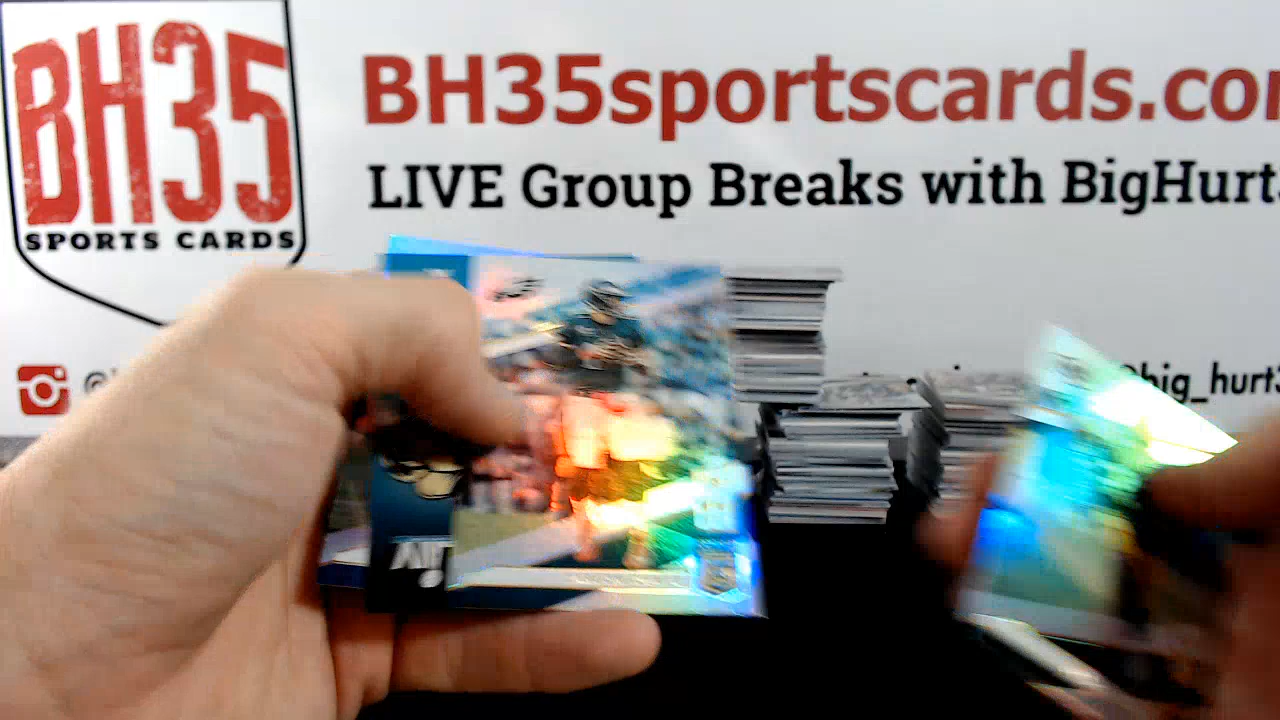 BH35
SPORTS CARDS
BH35sportscards.co
LIVE Group Breaks with BigHurt
big_hurt3